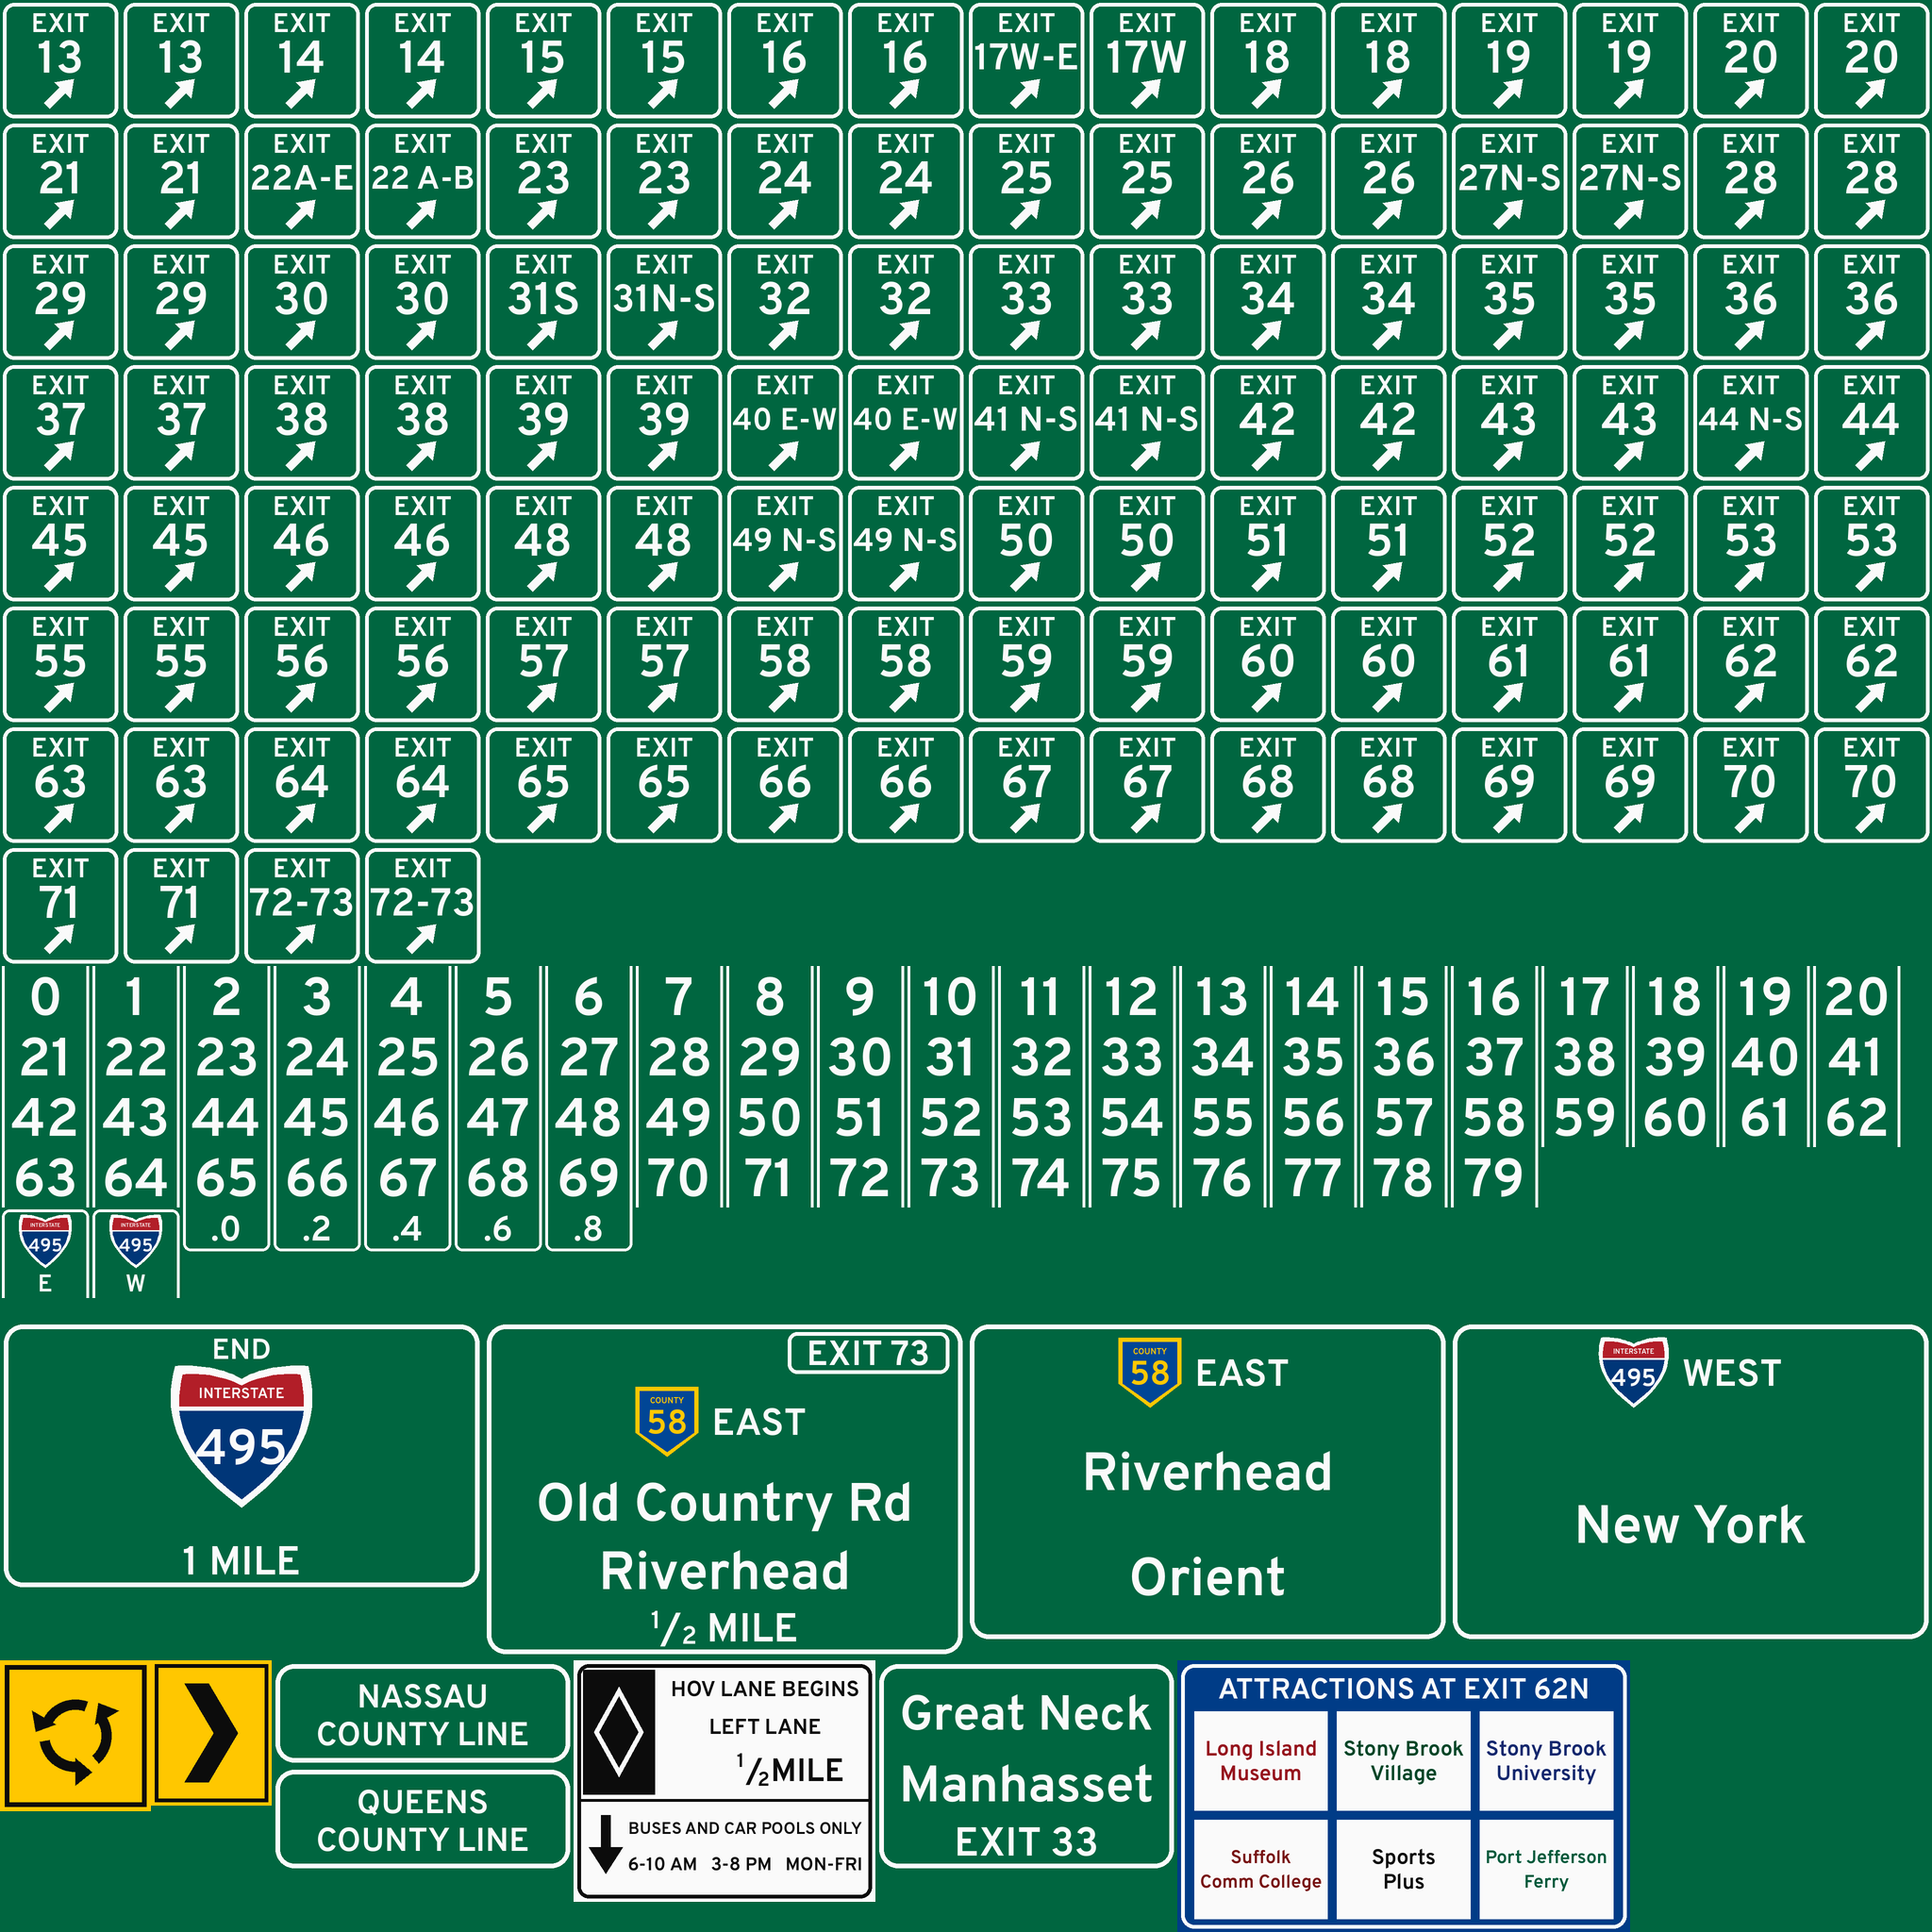 EXIT EXIT EXIT EXIT EXIT EXIT EXIT EXIT EXIT EXIT EXIT EXIT EXIT EXIT EXIT EXIT
13 13 14 14 15 15 16 16 17W-E 17W 18 18 19 19 20 20
EXIT EXIT EXIT EXIT EXIT EXIT EXIT EXIT EXIT EXIT EXIT EXIT EXIT EXIT EXIT EXIT
21 21 22A-E 22 A-B 23 23 24 24 25 25 26 26 27N-S 27N-S 28 28
EXIT EXIT EXIT EXIT EXIT EXIT EXIT EXIT EXIT EXIT EXIT EXIT EXIT EXIT EXIT EXIT
29 29 30 30 31S 31N-S 32 32 33 33 34 34 35 35 36 36
EXIT EXIT EXIT EXIT EXIT EXIT EXIT EXIT EXIT EXIT EXIT EXIT EXIT EXIT EXIT EXIT
37 37 38 38 39 39 40 E-W 40 E-W 41 N-S 41 N-S 42 42 43 43 44 N-S 44
EXIT EXIT EXIT EXIT EXIT EXIT EXIT EXIT EXIT EXIT EXIT EXIT EXIT EXIT EXIT EXIT
45 45 46 46 48 48 49 N-S 49 N-S 50 50 51 51 52 52 53 53
EXIT EXIT EXIT EXIT EXIT EXIT EXIT EXIT EXIT EXIT EXIT EXIT EXIT EXIT EXIT EXIT
55 55 56 56 57 57 58 58 59 59 60 60 61 61 62 62
EXIT EXIT EXIT EXIT EXIT EXIT EXIT EXIT EXIT EXIT EXIT EXIT EXIT EXIT EXIT EXIT
63 63 64 64 65 65 66 66 67 67 68 68 69 69 70 70
EXIT EXIT EXIT EXIT
71 71 72-73 72-73
0 1 2 3 4 5 6 7 8 9 10 11 12 13 14 15 16 17 18 19 20
21 22 23 24 25 26 27 28 29 30 31 32 33 34 35 36 37 38 39 40 41
42 43 44 45 46 47 48 49 50 51 52 53 54 55 56 57 58 59 60 61 62
63 64 65 66 67 68 69 70 71 72 73 74 75 76 77 78 79
INTERSTATE INTERSTATE
495 495 .0 .2 .4 .6 .8
E W
END
INTERSTATE
495
1 MILE
EXIT 73
COUNTY
58 EAST
Old Country Rd
Riverhead
1/2 MILE
COUNTY
58 EAST
Riverhead
Orient
INTERSTATE
495 WEST
New York
NASSAU
COUNTY LINE
QUEENS
COUNTY LINE
HOV LANE BEGINS
LEFT LANE
1/2 MILE
BUSES AND CAR POOLS ONLY
6-10 AM 3-8 PM MON-FRI
Great Neck
Manhasset
EXIT 33
ATTRACTIONS AT EXIT 62N
Long Island
Museum
Stony Brook
Village
Stony Brook
University
Suffolk
Comm College
Sports
Plus
Port Jefferson
Ferry